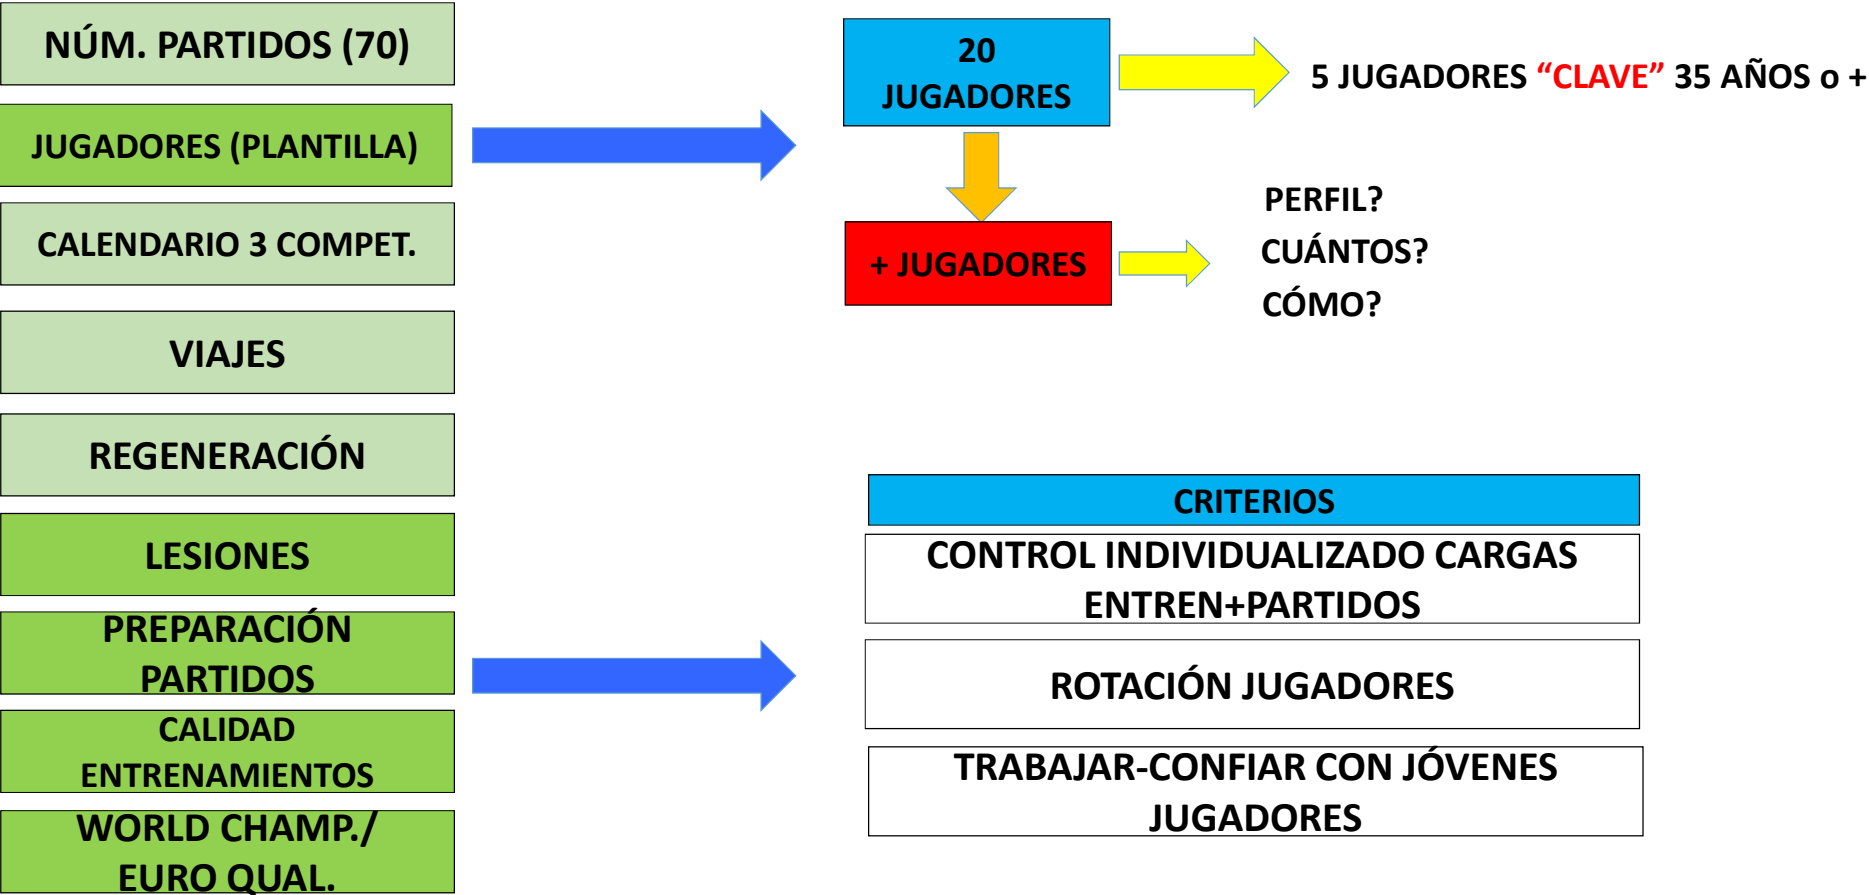 NÚM. PARTIDOS (70)
JUGADORES (PLANTILLA)
CALENDARIO 3 COMPET.
VIAJES
REGENERACIÓN
LESIONES
PREPARACIÓN
PARTIDOS
CALIDAD
ENTRENAMIENTOS
WORLD CHAMP./
EURO QUAL.
20
JUGADORES
5 JUGADORES “CLAVE” 35 AÑOS o +
+ JUGADORES
PERFIL?
CUÁNTOS?
CÓMO?
CRITERIOS
CONTROL INDIVIDUALIZADO CARGAS
ENTREN+PARTIDOS
ROTACIÓN JUGADORES
TRABAJAR-CONFIAR CON JÓVENES
JUGADORES